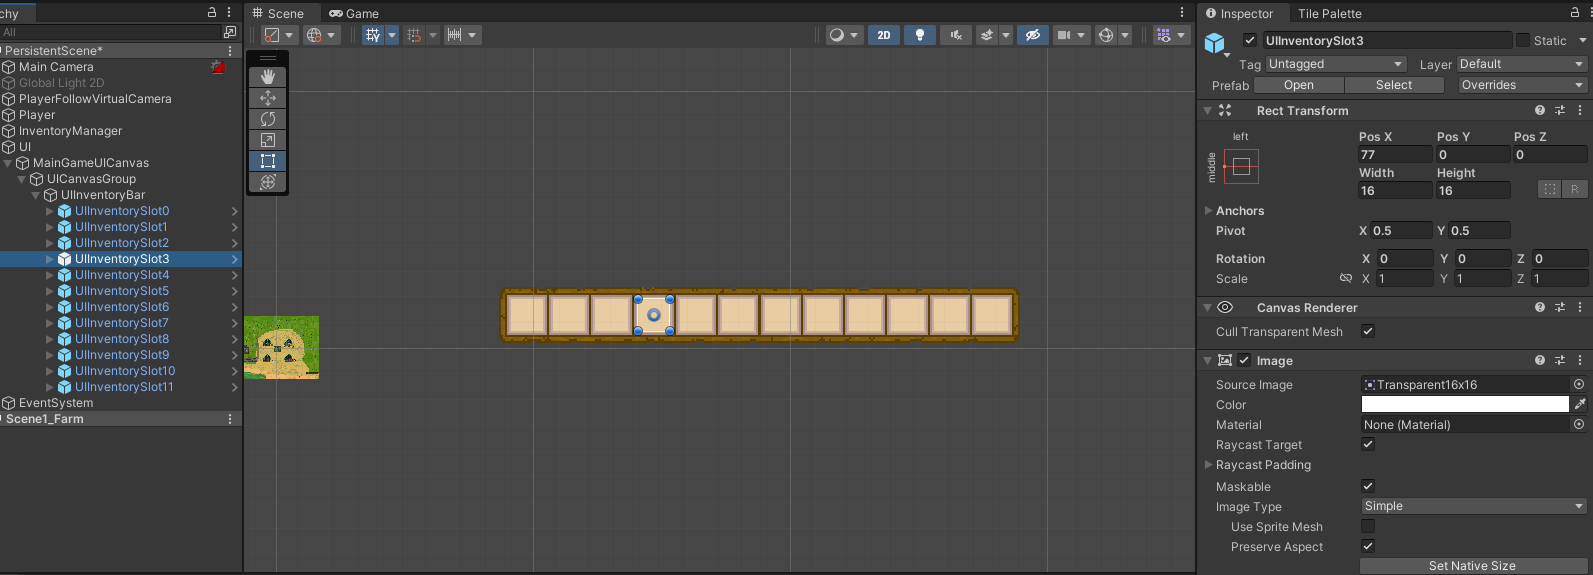 chy
All
PersistentScene*
Main Camera
Global Light 2D
PlayerFollowVirtualCamera
Player
InventoryManager
UI
MainGameUICanvas
UICanvasGroup
UIInventoryBar
UIInventorySlot0
UIInventorySlot1
UIInventorySlot2
UIInventorySlot3
UIInventorySlot4
UIInventorySlot5
UIInventorySlot6
UIInventorySlot7
UIInventorySlot8
UIInventorySlot9
UIInventorySlot10
UIInventorySlot11
EventSystem
Scene1_Farm
Scene Game
2D
Inspector Tile Palette
UIInventorySlot3 Static
Tag Untagged Layer Default
Prefab Open Select Overrides
Rect Transform
left
middle
Pos X Pos Y Pos Z
77 0 0
Width Height
16 16
R
Anchors
Pivot X 0.5 Y 0.5
Rotation X 0 Y 0 Z 0
Scale X 1 Y 1 Z 1
Canvas Renderer
Cull Transparent Mesh
Image
Source Image Transparent16x16
Color
Material None (Material)
Raycast Target
Raycast Padding
Maskable
Image Type Simple
Use Sprite Mesh
Preserve Aspect
Set Native Size